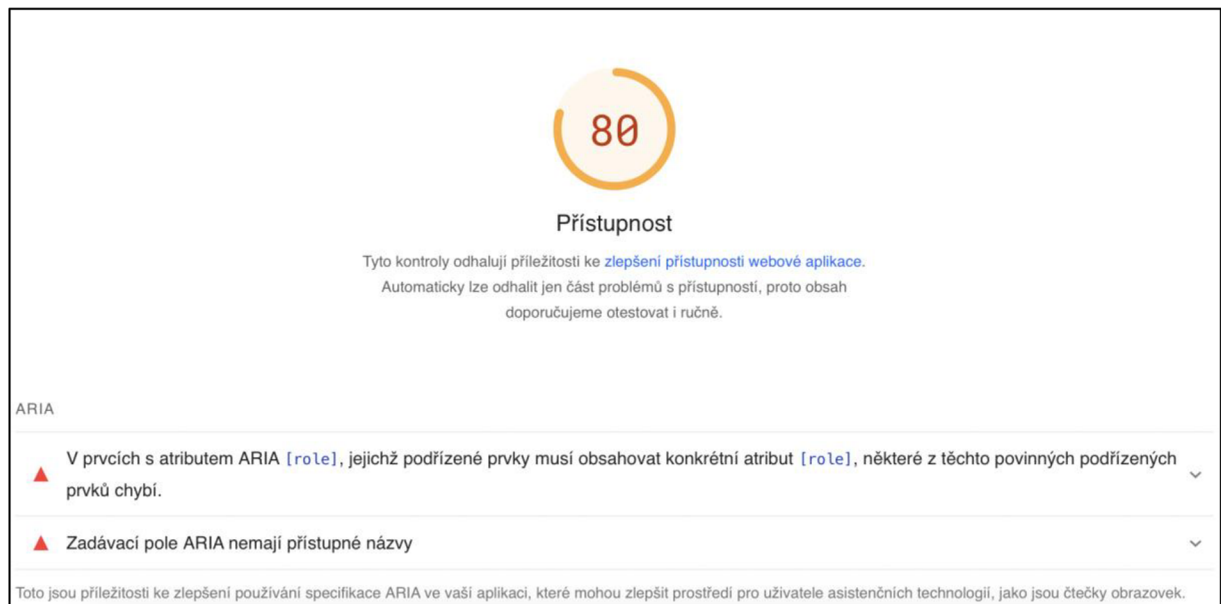 80
Přístupnost
Tyto kontroly odhalují příležitosti ke zlepšení přístupnosti webové aplikace.
Automaticky lze odhalit jen část problémů s přístupností, proto obsah
doporučujeme otestovat i ručně.
ARIA
V prvcích s atributem ARIA [role], jejichž podřízené prvky musí obsahovat konkrétní atribut [role], některé z těchto povinných podřízených
prvků chybí.
Zadávací pole ARIA nemají přístupné názvy
Toto jsou příležitosti ke zlepšení používání specifikace ARIA ve vaší aplikaci, které mohou zlepšit prostředí pro uživatele asistenčních technologií, jako jsou čtečky obrazovek.